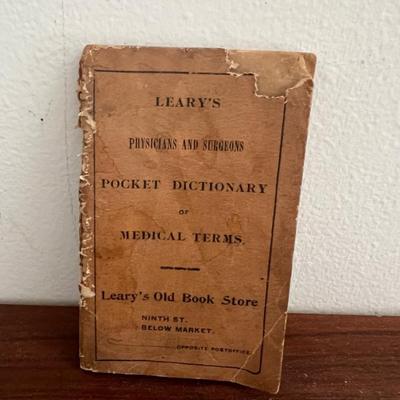 LEARY'S
PHYSICIANS AND SURGEONS
POCKET DICTIONARY
OF
MEDICAL TERMS.
Leary's Old Book Store
NINTH ST.
BELOW MARKET.
OPPOSITE POSTOFFICE.